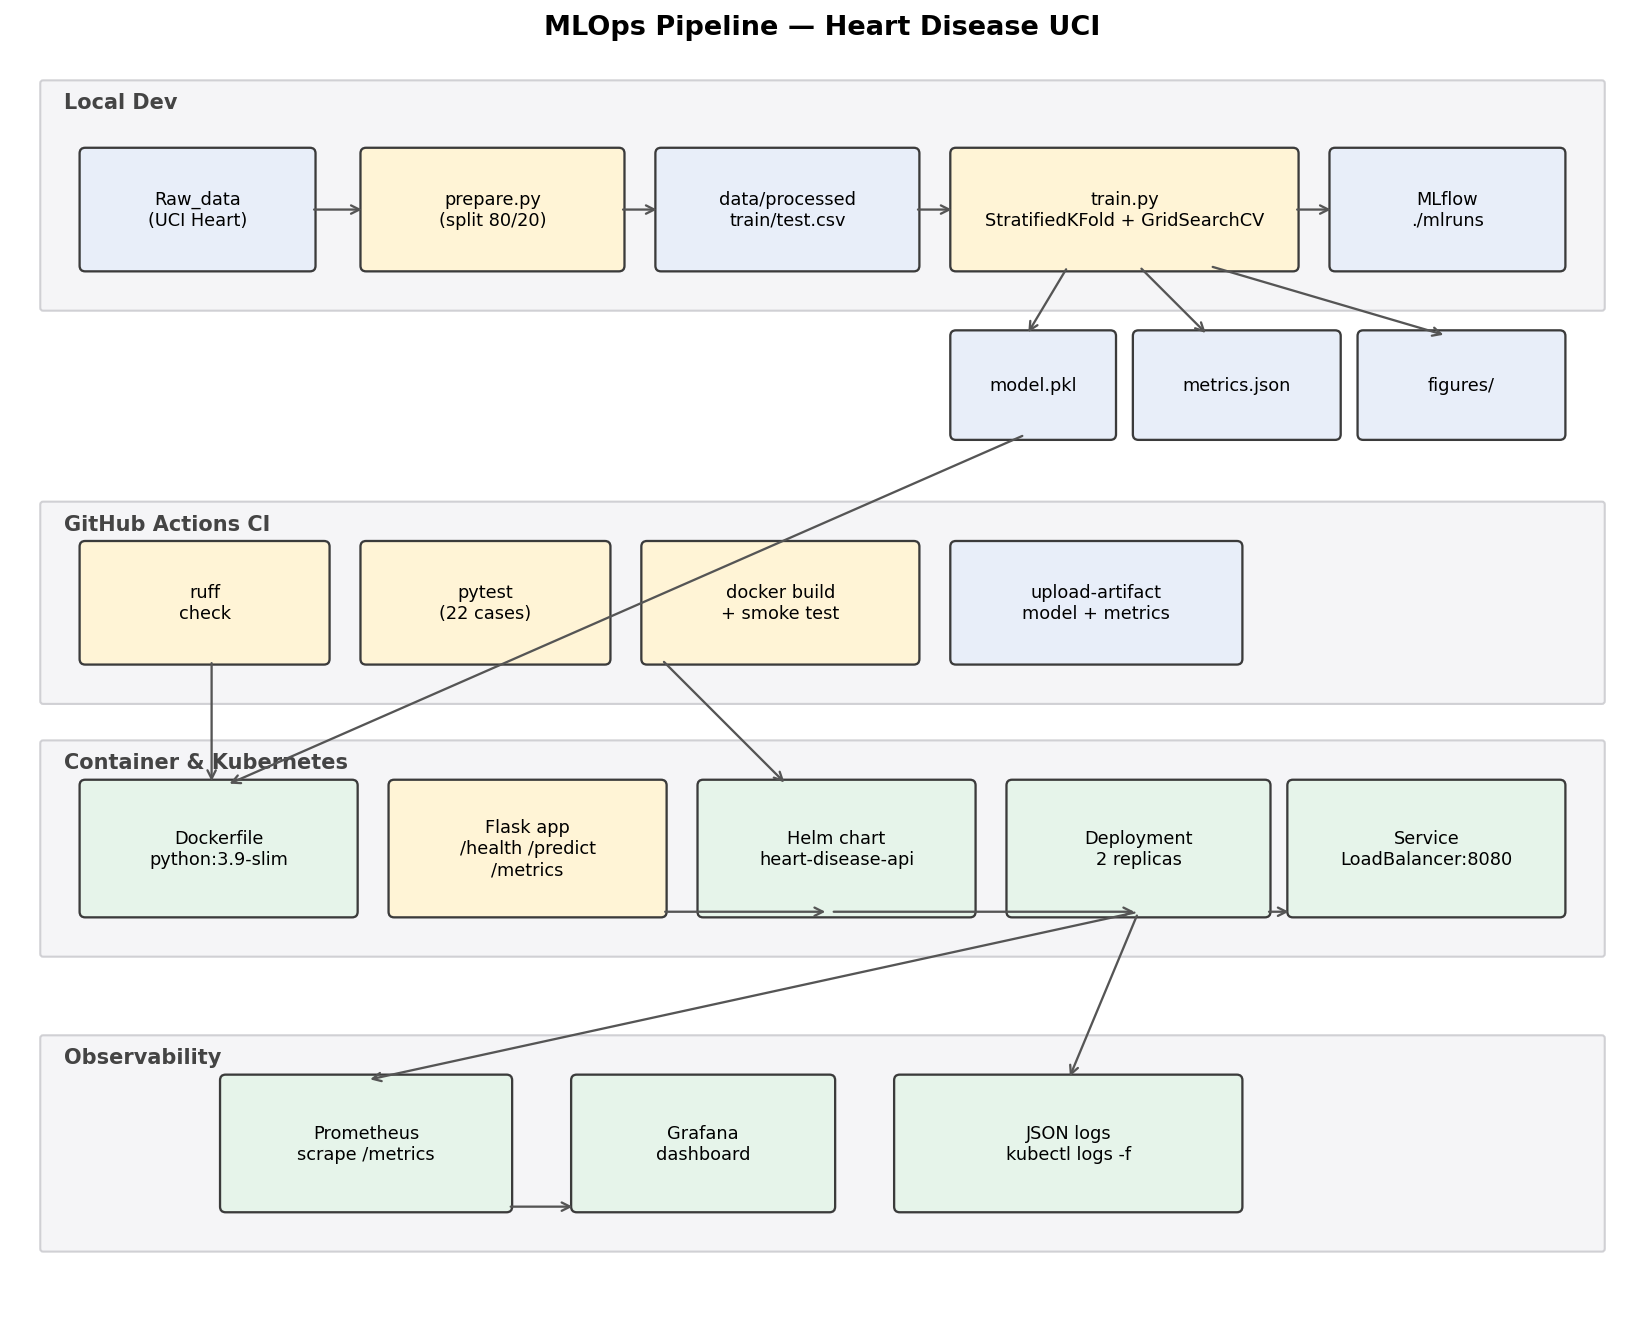 MLOps Pipeline — Heart Disease UCI
Local Dev
Raw_data
(UCI Heart)
prepare.py
(split 80/20)
data/processed
train/test.csv
train.py
StratifiedKFold + GridSearchCV
MLflow
./mlruns
model.pkl
metrics.json
figures/
GitHub Actions CI
ruff
check
pytest
(22 cases)
docker build
+ smoke test
upload-artifact
model + metrics
Container & Kubernetes
Dockerfile
python:3.9-slim
Flask app
/health /predict
/metrics
Helm chart
heart-disease-api
Deployment
2 replicas
Service
LoadBalancer:8080
Observability
Prometheus
scrape /metrics
Grafana
dashboard
JSON logs
kubectl logs -f